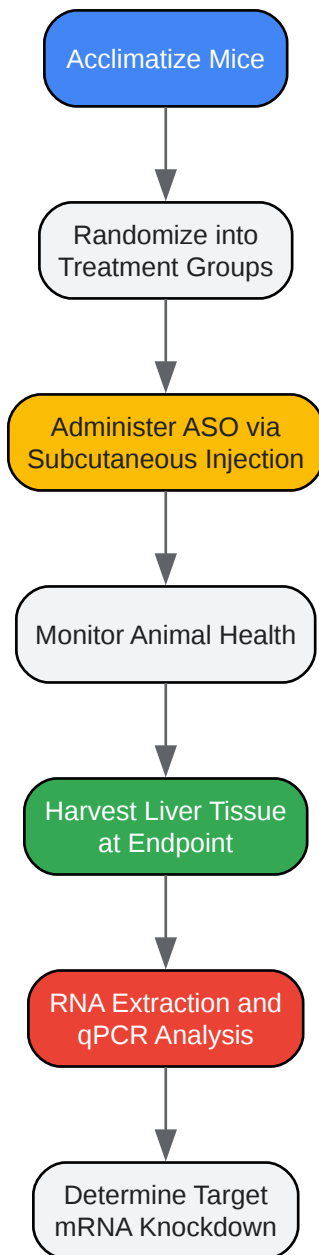 Acclimatize Mice
Randomize into
Treatment Groups
Administer ASO via
Subcutaneous Injection
Monitor Animal Health
Harvest Liver Tissue
at Endpoint
RNA Extraction and
qPCR Analysis
Determine Target
mRNA Knockdown